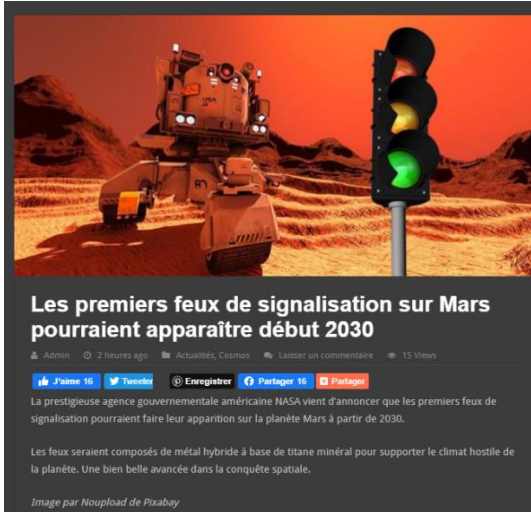 USA
Les premiers feux de signalisation sur Mars
pourraient apparaître début 2030
Admin 2 heures ago Actualités, Cosmos Laisser un commentaire 15 Views
J'aime 16 Tweeter Enregistrer Partager 16 Partager
La prestigieuse agence gouvernementale américaine NASA vient d'annoncer que les premiers feux de
signalisation pourraient faire leur apparition sur la planète Mars à partir de 2030.
Les feux seraient composés de métal hybride à base de titane minéral pour supporter le climat hostile de
la planète. Une bien belle avancée dans la conquête spatiale.
Image par Noupload de Pixabay